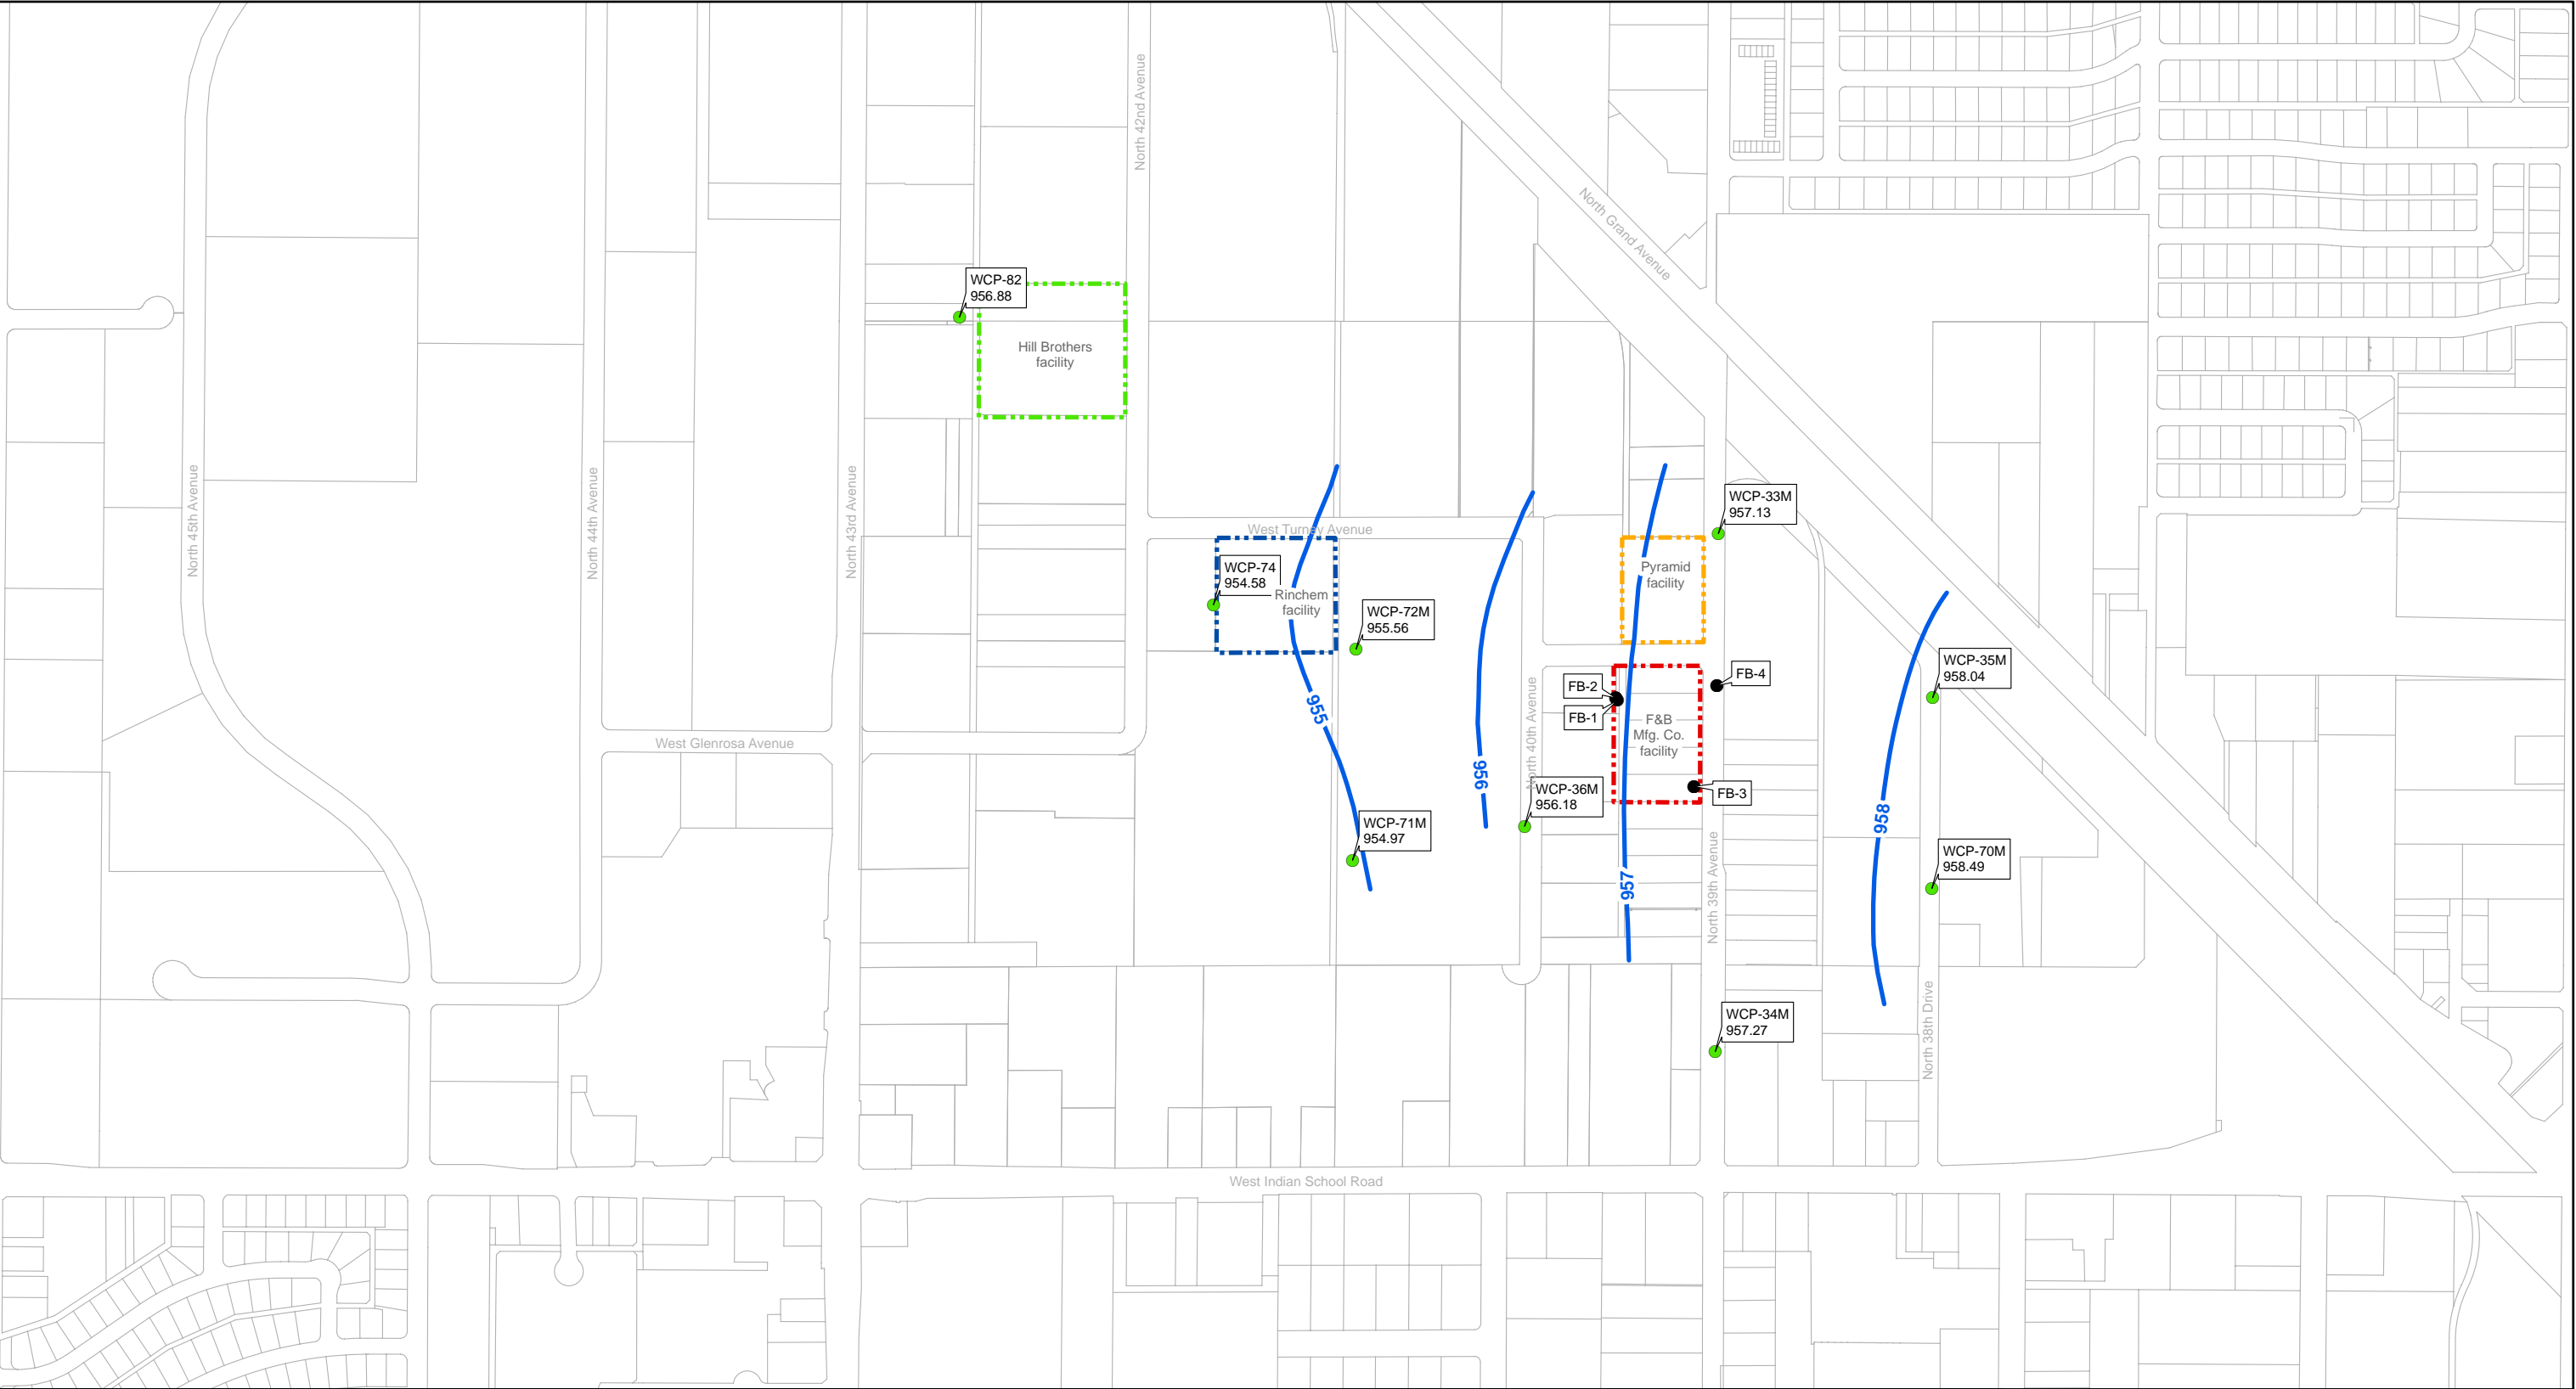 North 42nd Avenue
North Grand Avenue
WCP-82
956.88
Hill Brothers
facility
North 45th Avenue
North 44th Avenue
North 43rd Avenue
WCP-33M
957.13
West Turney Avenue
WCP-74
954.58
Rinchem
facility
Pyramid
facility
WCP-72M
955.56
WCP-35M
958.04
FB-2
FB-1
FB-4
955
F&B
Mfg. Co.
facility
West Glenrosa Avenue
North 40th Avenue
956
WCP-36M
956.18
FB-3
WCP-71M
954.97
958
WCP-70M
958.49
957
North 39th Avenue
WCP-34M
957.27
North 38th Drive
West Indian School Road